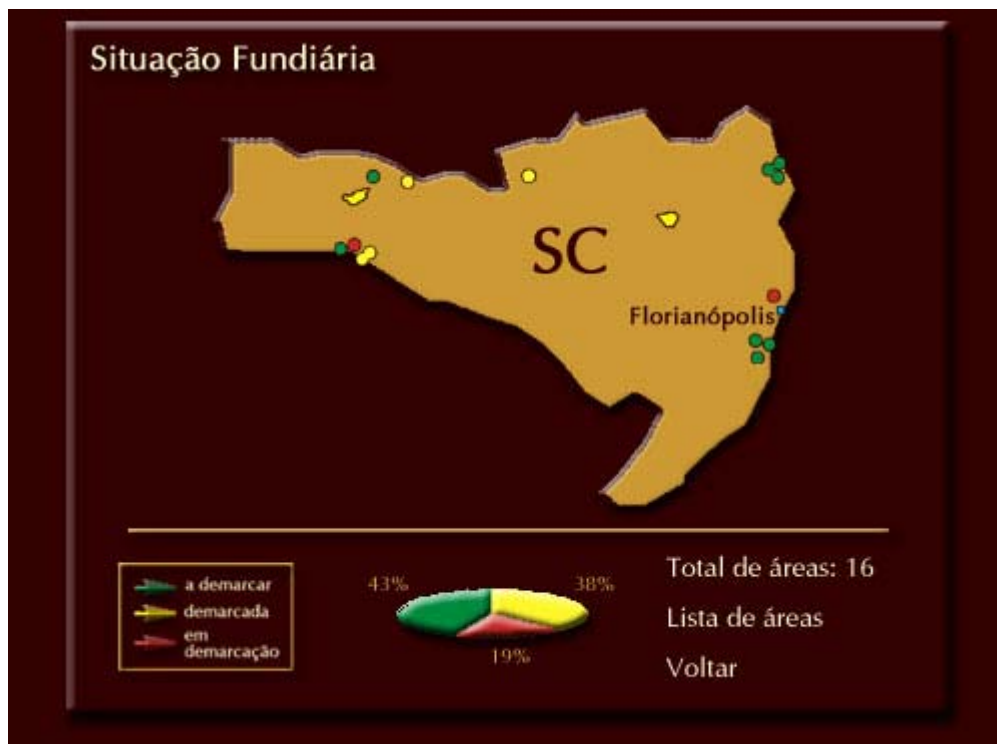 Situação Fundiária
SC
Florianópolis
a demarcar
demarcada
em
demarcação
43%
38%
19%
Total de áreas: 16
Lista de áreas
Voltar